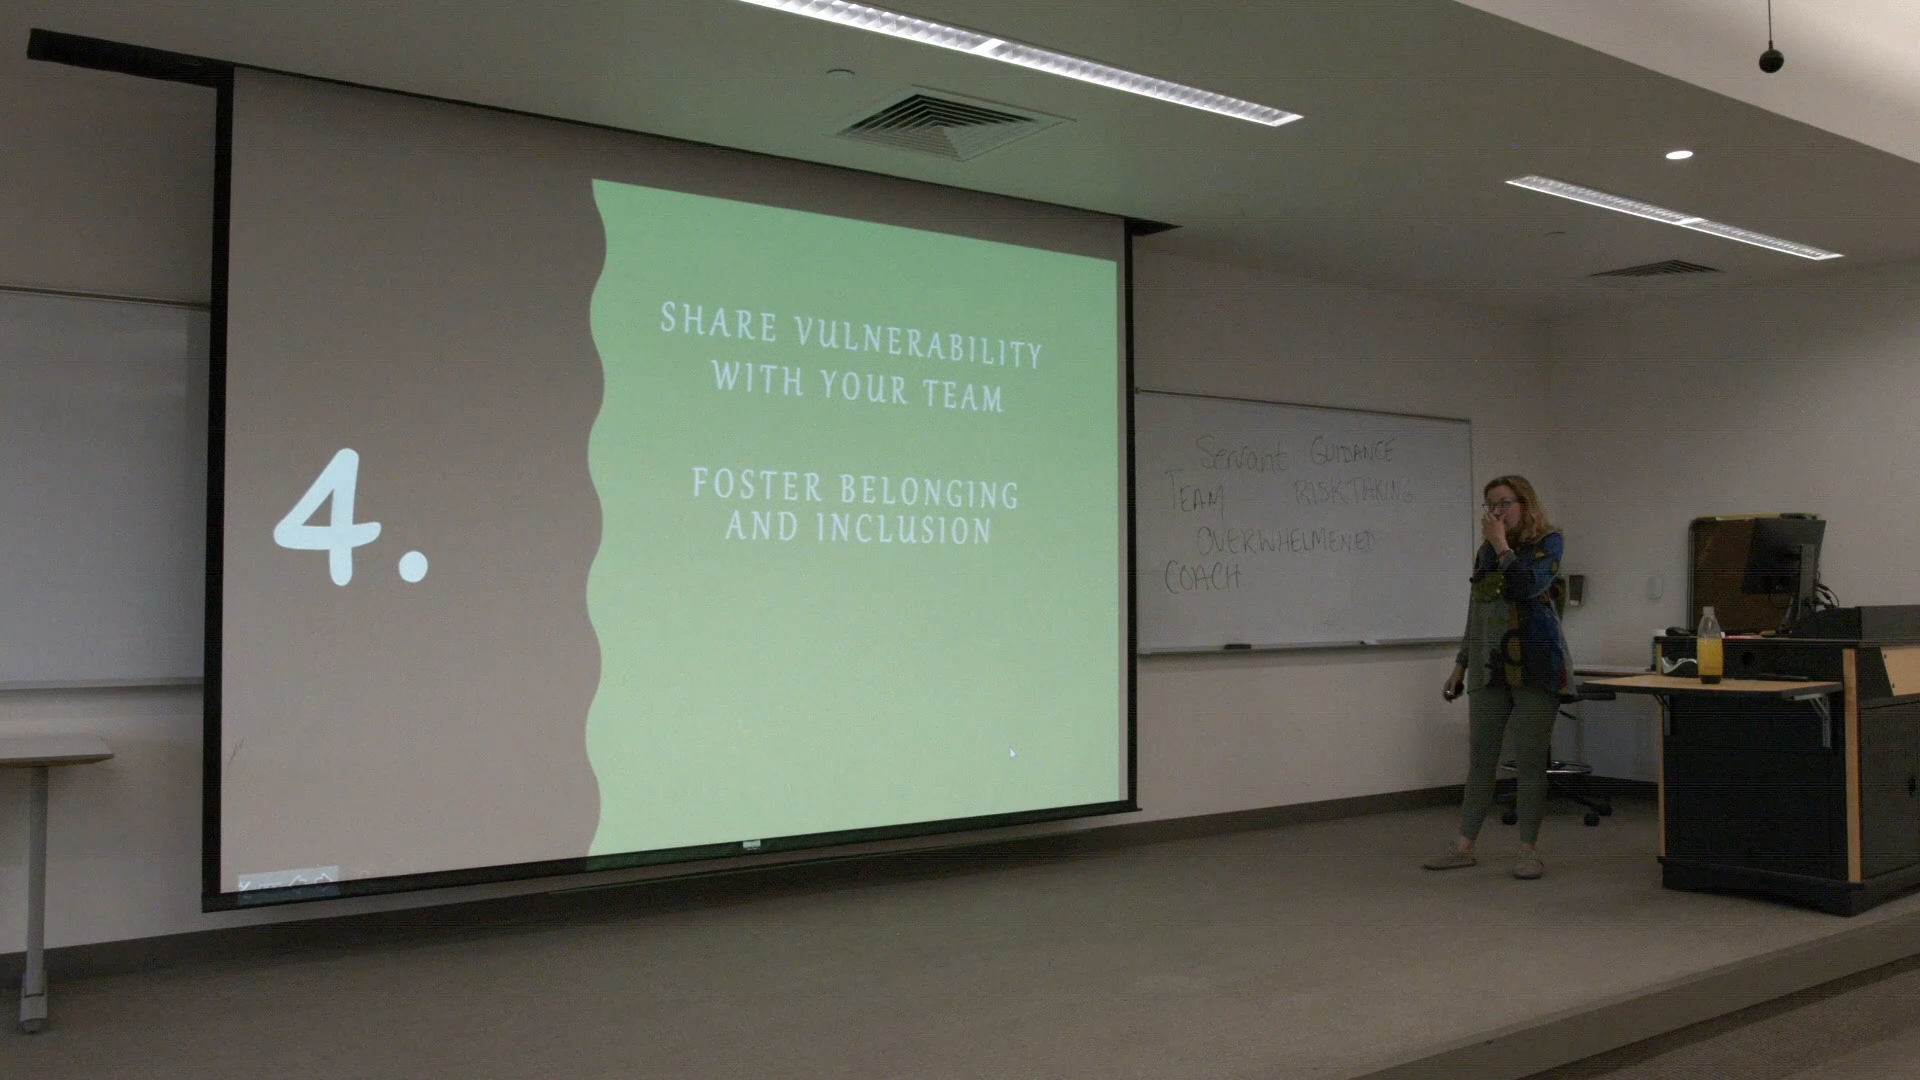 4.
SHARE VULNERABILITY
WITH YOUR TEAM
FOSTER BELONGING
AND INCLUSION
Servant GUIDANCE
TEAM RISKTAKING
OVERWHELMENED
COACH